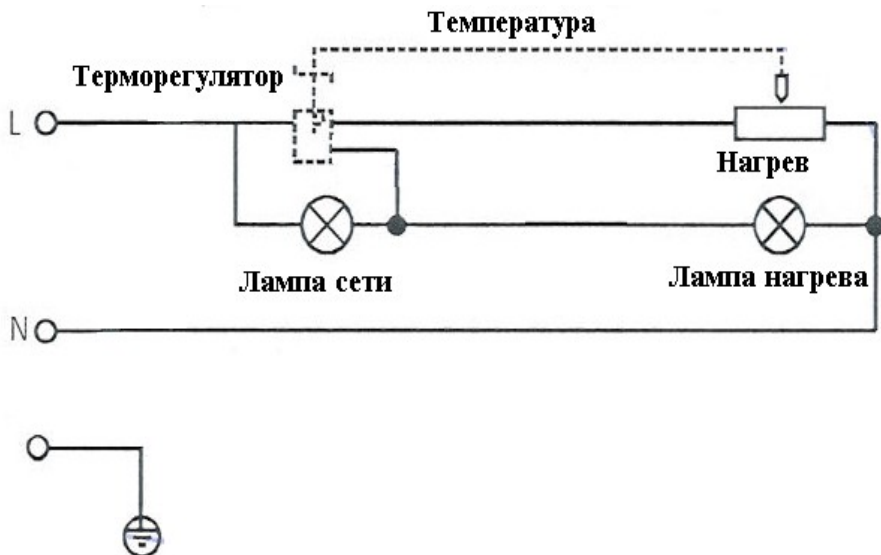 Температура
Терморегулятор
L
Нагрев
Лампа сети
Лампа нагрева
N